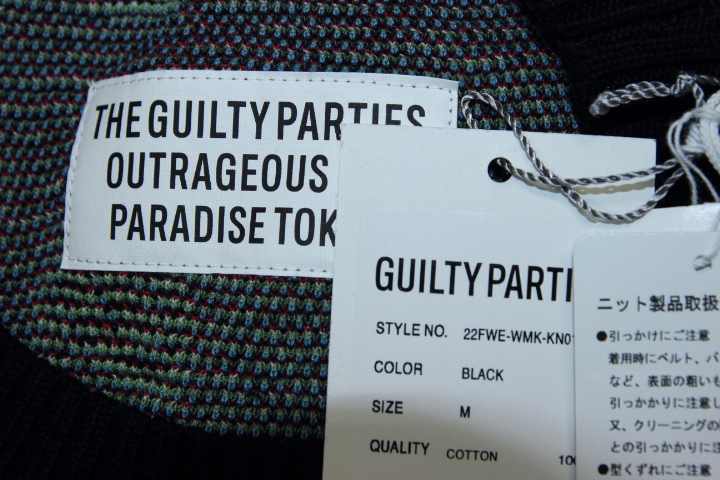 THE GUILTY PARTIES
OUTRAGEOUS
PARADISE TOK
GUILTY PARTI
STYLE NO. 22FWE-WMK-KN01
COLOR BLACK
SIZE M
QUALITY COTTON 100
ニット製品取扱
●引っかけにご注意
着用時にベルト、バ
など、表面の粗いも
引っかかりに注意し
又、クリーニングの
との引っかかりに注
●型くずれにご注意